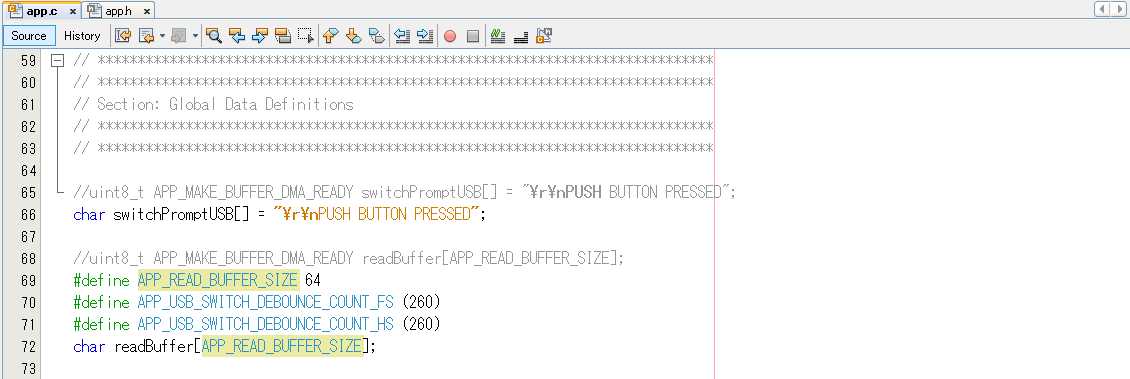 app.c × app.h ×
Source History
59 // *****************************************************************************
60 // *****************************************************************************
61 // Section: Global Data Definitions
62 // *****************************************************************************
63 // *****************************************************************************
64
65 //uint8_t APP_MAKE_BUFFER_DMA_READY switchPromptUSB[] = "¥r¥nPUSH BUTTON PRESSED";
66 char switchPromptUSB[] = "¥r¥nPUSH BUTTON PRESSED";
67
68 //uint8_t APP_MAKE_BUFFER_DMA_READY readBuffer[APP_READ_BUFFER_SIZE];
69 #define APP_READ_BUFFER_SIZE 64
70 #define APP_USB_SWITCH_DEBOUNCE_COUNT_FS (260)
71 #define APP_USB_SWITCH_DEBOUNCE_COUNT_HS (260)
72 char readBuffer[APP_READ_BUFFER_SIZE];
73